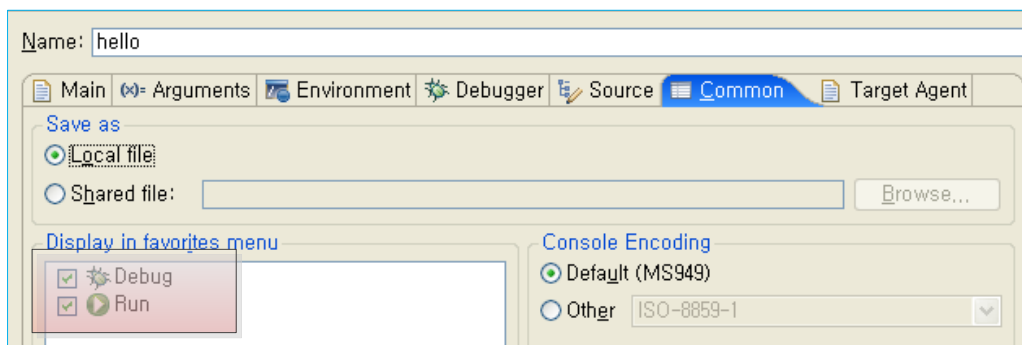 Name: hello
Main (x)= Arguments Environment Debugger Source Common Target Agent
Save as
Local file
Shared file: Browse...
Display in favorites menu
Debug
Run
Console Encoding
Default (MS949)
Other ISO-8859-1